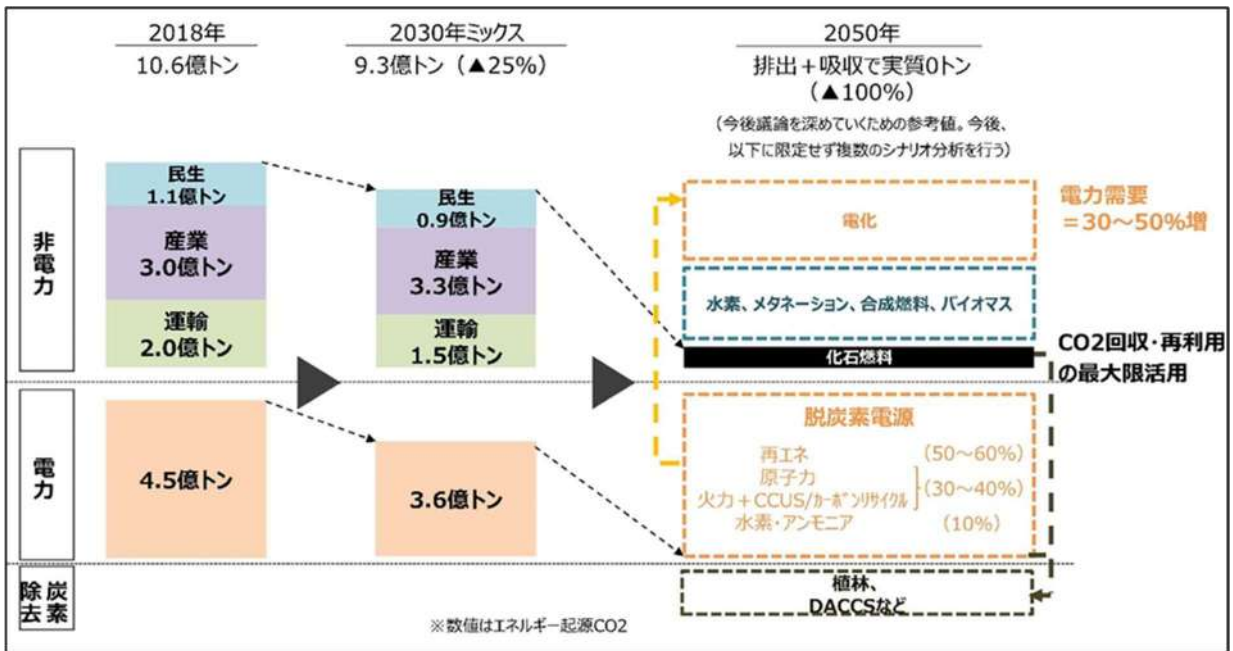 2018年
10.6億トン
2030年ミックス
9.3億トン（▲25%）
2050年
排出＋吸収で実質0トン
（▲100%）
（今後議論を深めていくための参考値。今後、
以下に限定せず複数のシナリオ分析を行う）
非電力
民生
1.1億トン
産業
3.0億トン
運輸
2.0億トン
民生
0.9億トン
産業
3.3億トン
運輸
1.5億トン
電化
電力需要
＝30～50%増
水素、メタネーション、合成燃料、バイオマス
化石燃料
CO2回収・再利用
の最大限活用
電力
4.5億トン
3.6億トン
脱炭素電源
再エネ （50～60%）
原子力
火力＋CCUS/ｶｰﾎﾞﾝﾘｻｲｸﾙ （30～40%）
水素・アンモニア （10%）
炭素除去
植林、
DACCSなど
※数値はエネルギー起源CO2